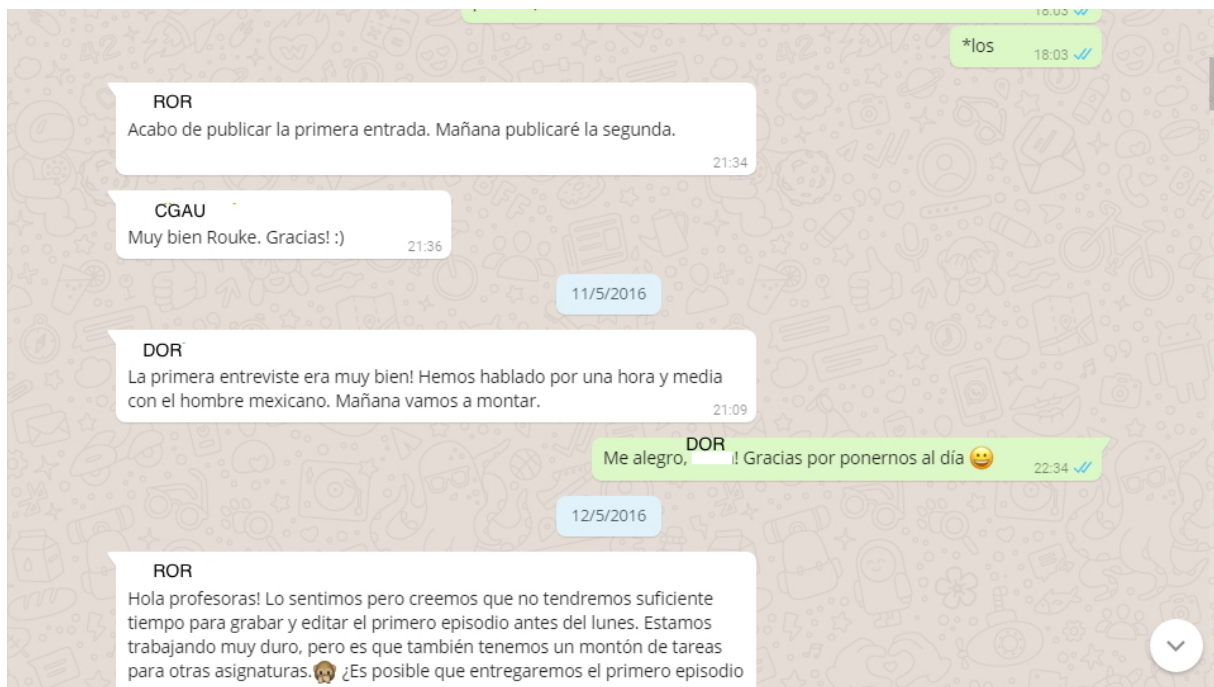 18:03
*los 18:03
ROR
Acabo de publicar la primera entrada. Mañana publicaré la segunda.
21:34
CGAU
Muy bien Rouke. Gracias! :) 21:36
11/5/2016
DOR
La primera entreviste era muy bien! Hemos hablado por una hora y media
con el hombre mexicano. Mañana vamos a montar.
21:09
DOR
Me alegro, ! Gracias por ponernos al día 😀 22:34
12/5/2016
ROR
Hola profesoras! Lo sentimos pero creemos que no tendremos suficiente
tiempo para grabar y editar el primero episodio antes del lunes. Estamos
trabajando muy duro, pero es que también tenemos un montón de tareas
para otras asignaturas.🙊 ¿Es posible que entregaremos el primero episodio